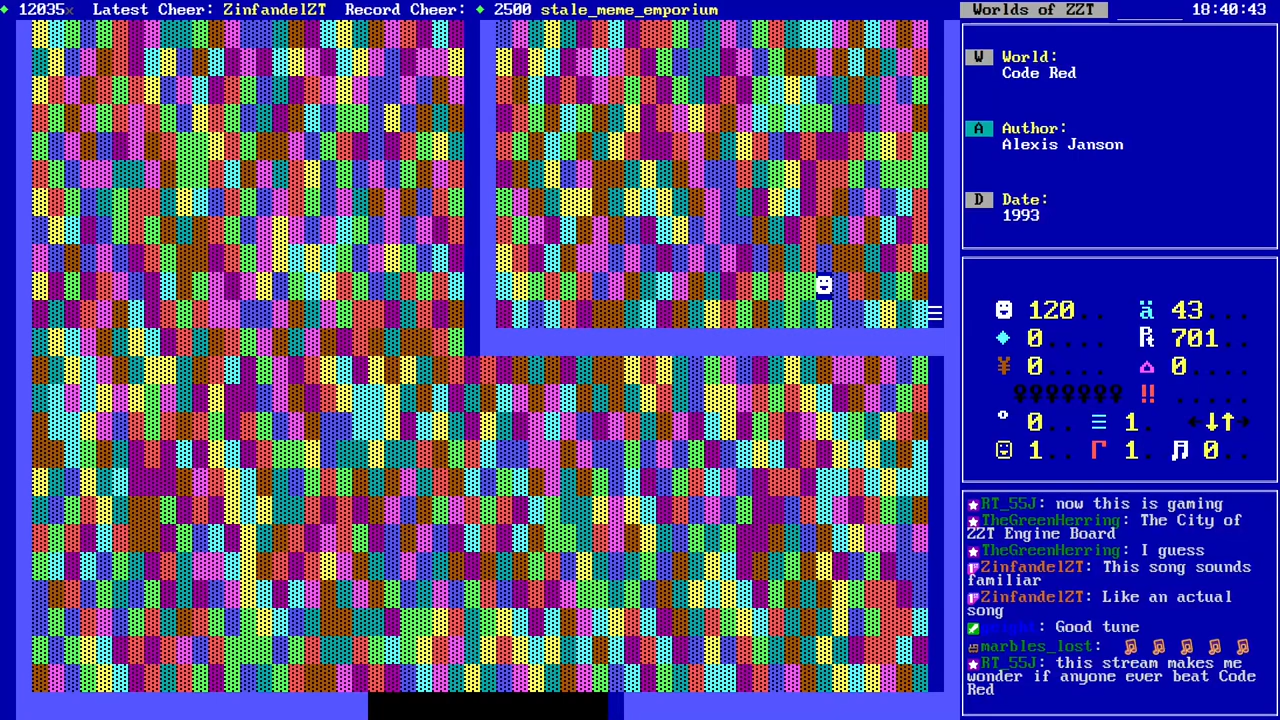 12035 Latest Cheer: ZinfandelZT Record Cheer: 2500 stale_meme_emporium
Worlds of ZZT
18:40:43
W World:
Code Red
A Author:
Alexis Janson
D Date:
1993
120 ä 43
0 R 701
¥ 0 0
!!
0 1
1 1 0
RT_55J: now this is gaming
TheGreenHerring: The City of
ZZT Engine Board
TheGreenHerring: I guess
ZinfandelZT: This song sounds
familiar
ZinfandelZT: Like an actual
song
Good tune
marbles_lost:
RT_55J: this stream makes me
wonder if anyone ever beat Code
Red